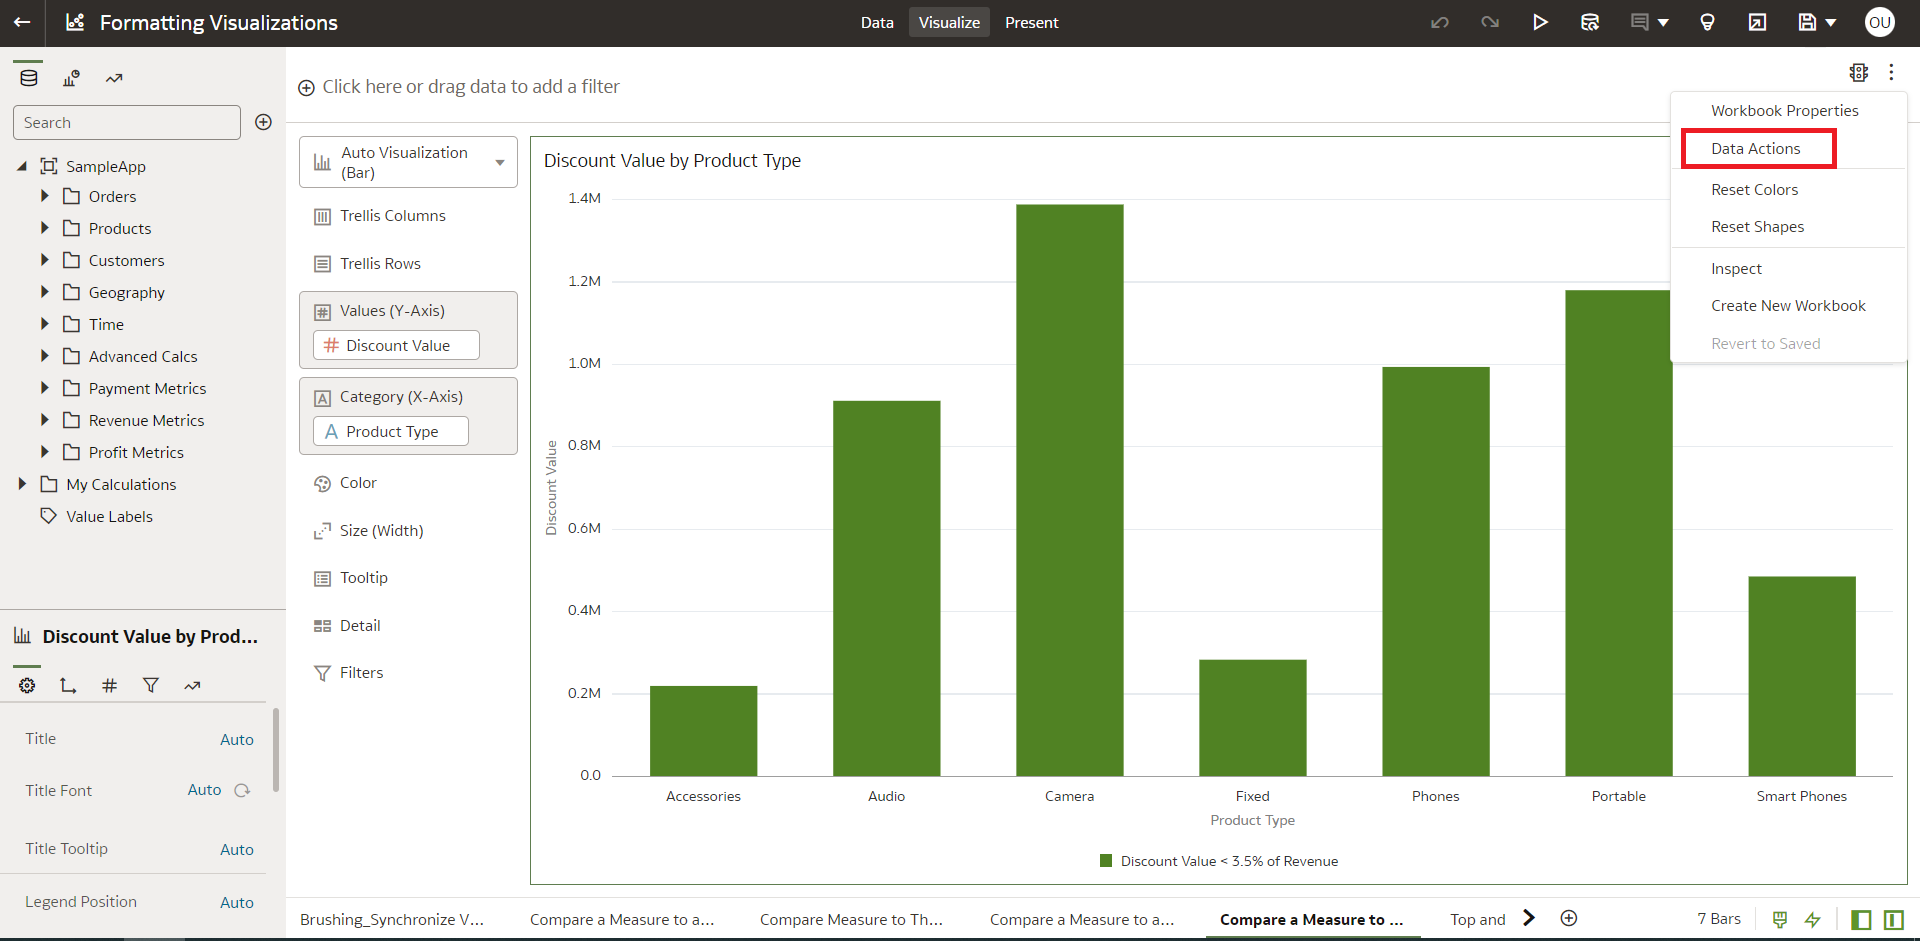 Formatting Visualizations
Data
Visualize
Present
OU
Search
SampleApp
Orders
Products
Customers
Geography
Time
Advanced Calcs
Payment Metrics
Revenue Metrics
Profit Metrics
My Calculations
Value Labels
Discount Value by Prod...
Title
Auto
Title Font
Auto
Title Tooltip
Auto
Legend Position
Auto
Click here or drag data to add a filter
Auto Visualization
(Bar)
Trellis Columns
Trellis Rows
Values (Y-Axis)
# Discount Value
Category (X-Axis)
A Product Type
Color
Size (Width)
Tooltip
Detail
Filters
Discount Value by Product Type
1.4M
1.2M
1.0M
0.8M
0.6M
0.4M
0.2M
0.0
Discount Value
Accessories
Audio
Camera
Fixed
Phones
Portable
Smart Phones
Product Type
Discount Value < 3.5% of Revenue
Workbook Properties
Data Actions
Reset Colors
Reset Shapes
Inspect
Create New Workbook
Revert to Saved
Brushing_Synchronize V...
Compare a Measure to a...
Compare Measure to Th...
Compare a Measure to a...
Compare a Measure to ...
Top and
7 Bars